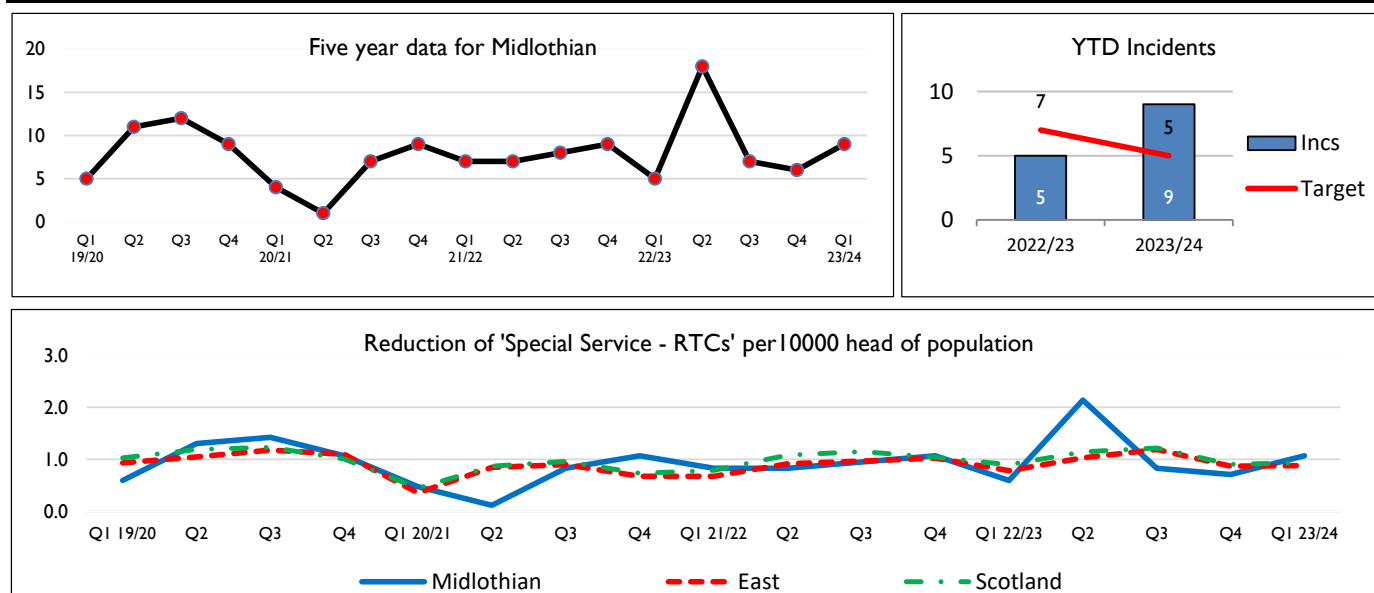 Five year data for Midlothian
20
15
10
5
0
Q1 Q2 Q3 Q4 Q1 Q2 Q3 Q4 Q1 Q2 Q3 Q4 Q1 Q2 Q3 Q4 Q1
19/20 20/21 21/22 22/23 23/24
YTD Incidents
10
5
0
7
5
5
9
2022/23 2023/24
Incs
Target
Reduction of 'Special Service - RTCs' per10000 head of population
3.0
2.0
1.0
0.0
Q1 19/20 Q2 Q3 Q4 Q1 20/21 Q2 Q3 Q4 Q1 21/22 Q2 Q3 Q4 Q1 22/23 Q2 Q3 Q4 Q1 23/24
Midlothian East Scotland